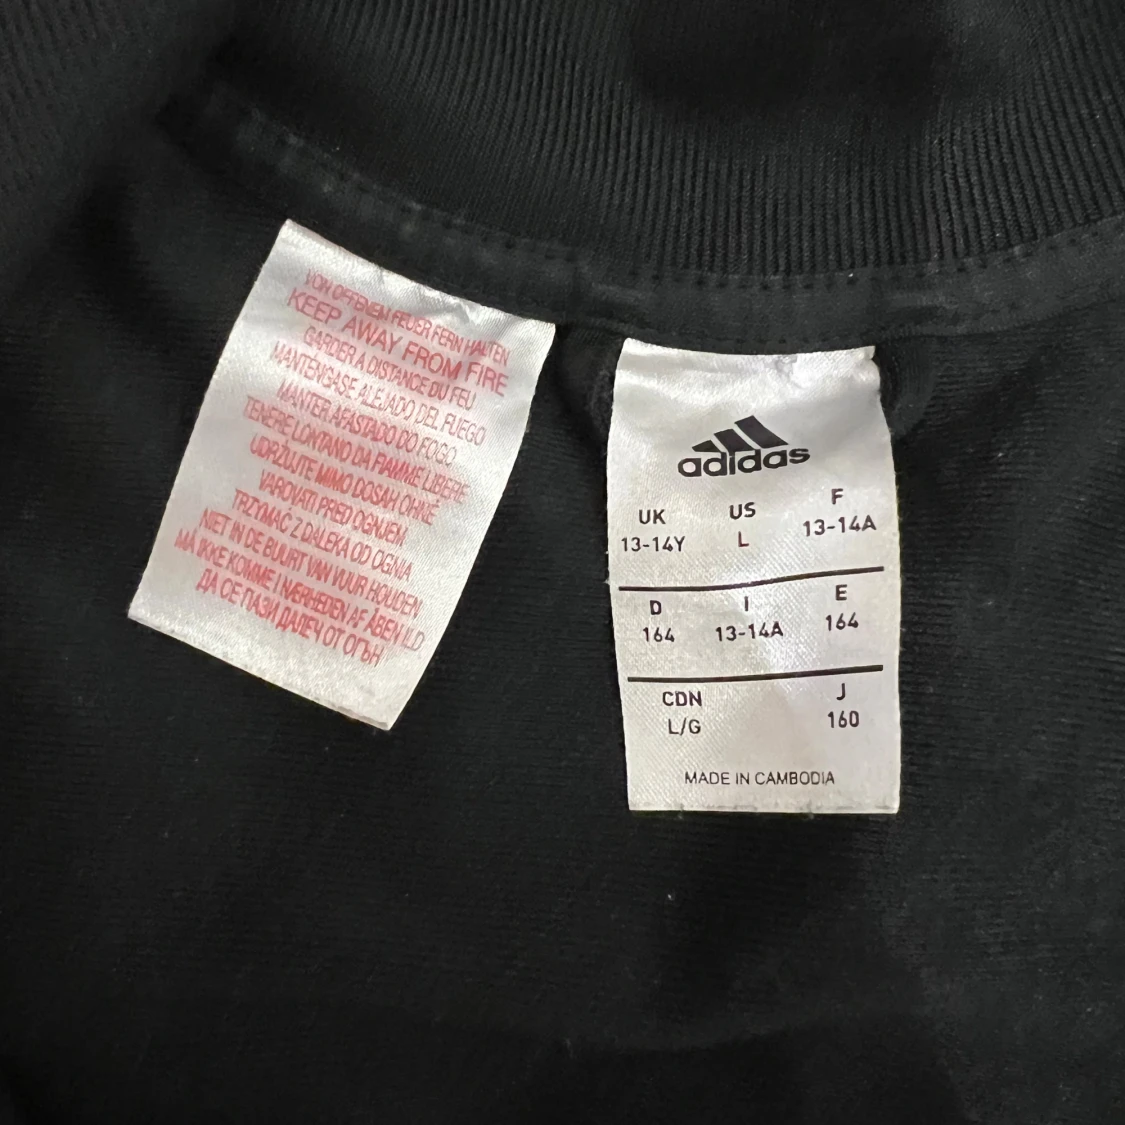 VON OFFENEM FEUER FERN HALTEN
KEEP AWAY FROM FIRE
GARDER A DISTANCE DU FEU
MANTÉNGASE ALEJADO DEL FUEGO
MANTER AFASTADO DO FOGO
TENERE LONTANO DA FIAMME LIBERE
UDRŽUJTE MIMO DOSAH OHNĚ
VAROVATI PRED OGNJEM
TRZYMAĆ Z DALEKA OD OGNIA
NIET IN DE BUURT VAN VUUR HOUDEN
MÅ IKKE KOMME I NÆRHEDEN AF ÅBEN ILD
ДА СЕ ПАЗИ ДАЛЕЧ ОТ ОГЪН
adidas
UK US F
13-14Y L 13-14A
D I E
164 13-14A 164
CDN J
L/G 160
MADE IN CAMBODIA